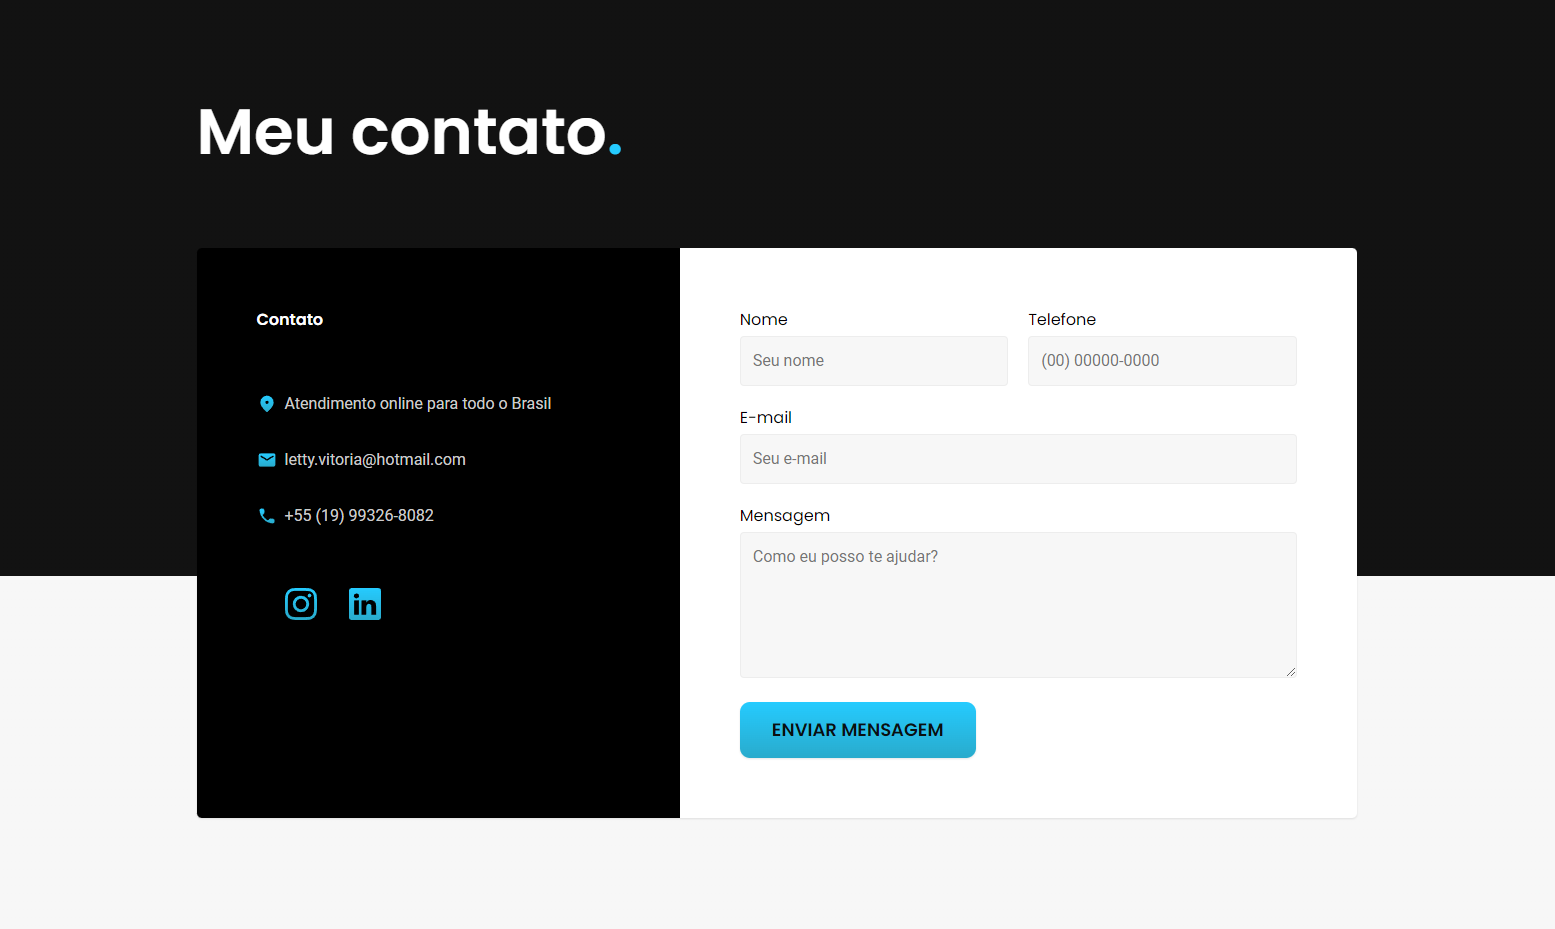 Meu contato.
Contato
Atendimento online para todo o Brasil
letty.vitoria@hotmail.com
+55 (19) 99326-8082
in
Nome
Telefone
Seu nome
(00) 00000-0000
E-mail
Seu e-mail
Mensagem
Como eu posso te ajudar?
ENVIAR MENSAGEM